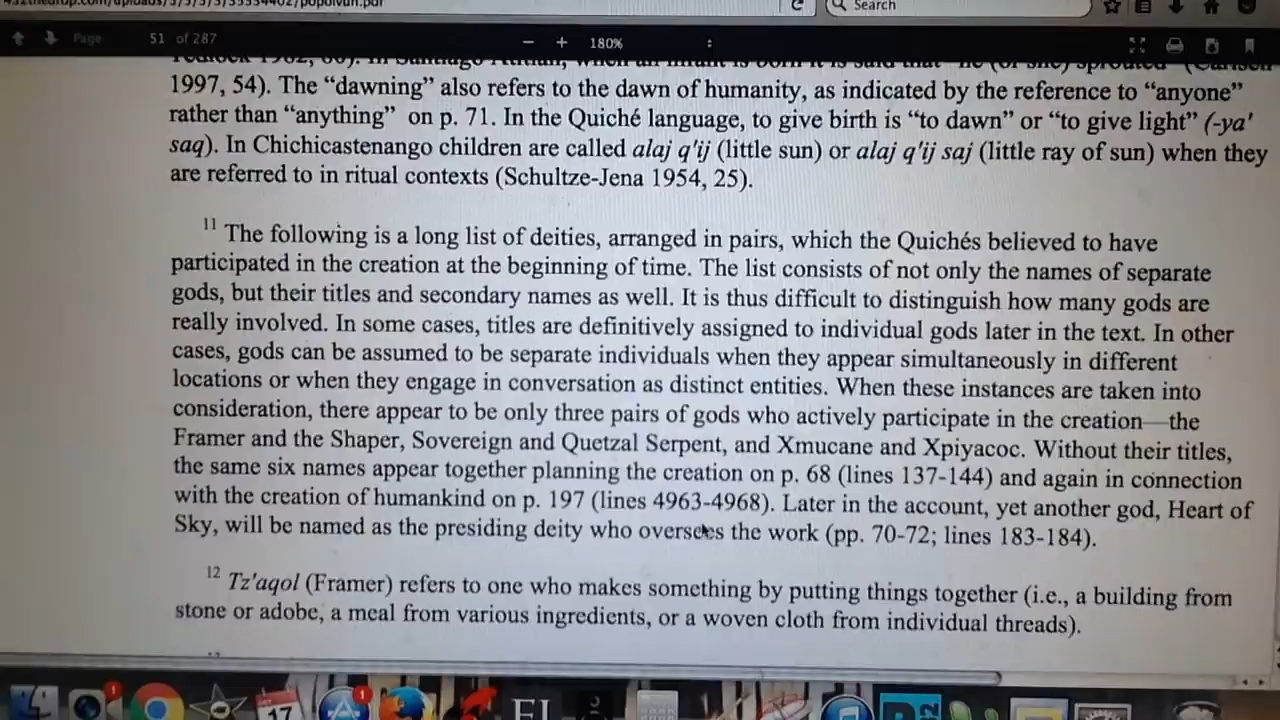 Search
Page 51 of 287
180%
1997, 54). The “dawning” also refers to the dawn of humanity, as indicated by the reference to “anyone”
rather than “anything” on p. 71. In the Quiché language, to give birth is “to dawn” or “to give light” (-ya'
saq). In Chichicastenango children are called alaj q'ij (little sun) or alaj q'ij saj (little ray of sun) when they
are referred to in ritual contexts (Schultze-Jena 1954, 25).
11 The following is a long list of deities, arranged in pairs, which the Quichés believed to have
participated in the creation at the beginning of time. The list consists of not only the names of separate
gods, but their titles and secondary names as well. It is thus difficult to distinguish how many gods are
really involved. In some cases, titles are definitively assigned to individual gods later in the text. In other
cases, gods can be assumed to be separate individuals when they appear simultaneously in different
locations or when they engage in conversation as distinct entities. When these instances are taken into
consideration, there appear to be only three pairs of gods who actively participate in the creation—the
Framer and the Shaper, Sovereign and Quetzal Serpent, and Xmucane and Xpiyacoc. Without their titles,
the same six names appear together planning the creation on p. 68 (lines 137-144) and again in connection
with the creation of humankind on p. 197 (lines 4963-4968). Later in the account, yet another god, Heart of
Sky, will be named as the presiding deity who oversees the work (pp. 70-72; lines 183-184).
12 Tz'aqol (Framer) refers to one who makes something by putting things together (i.e., a building from
stone or adobe, a meal from various ingredients, or a woven cloth from individual threads).
1
1
17